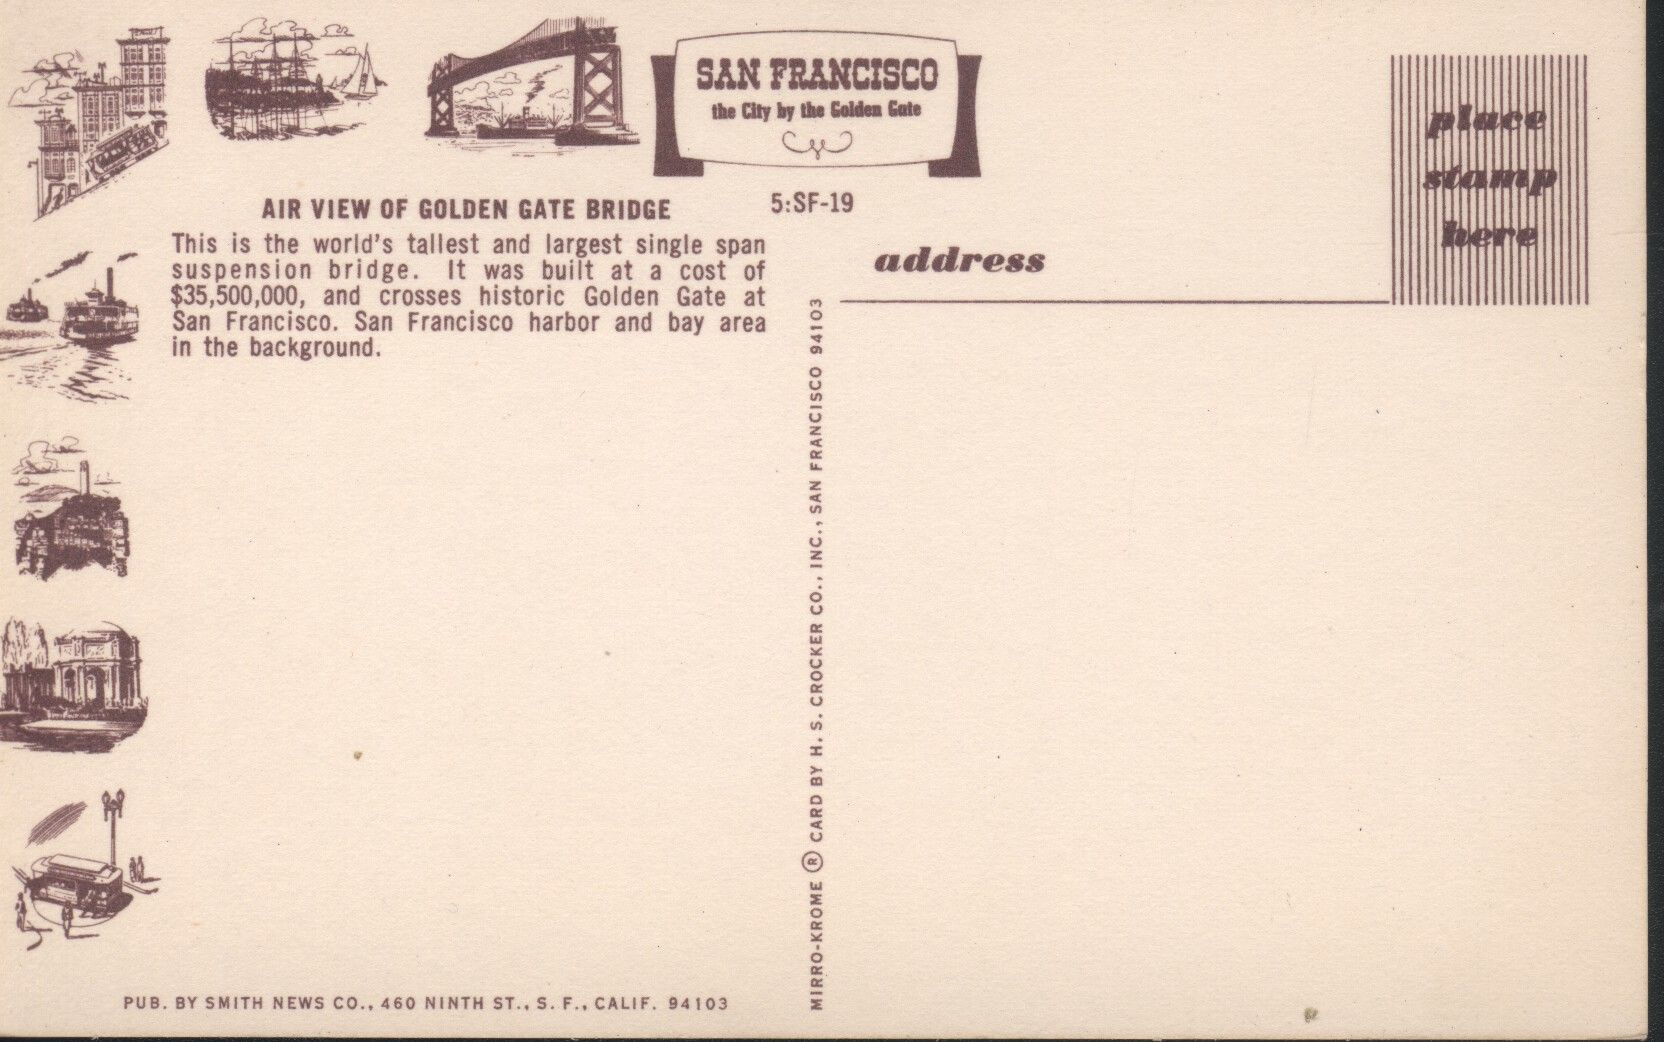 SAN FRANCISCO
the City by the Golden Gate
place
stamp
here
AIR VIEW OF GOLDEN GATE BRIDGE
5:SF-19
This is the world's tallest and largest single span
suspension bridge. It was built at a cost of
$35,500,000, and crosses historic Golden Gate at
San Francisco. San Francisco harbor and bay area
in the background.
address
MIRRO-KROME ® CARD BY H. S. CROCKER CO., INC., SAN FRANCISCO 94103
PUB. BY SMITH NEWS CO., 460 NINTH ST., S. F., CALIF. 94103